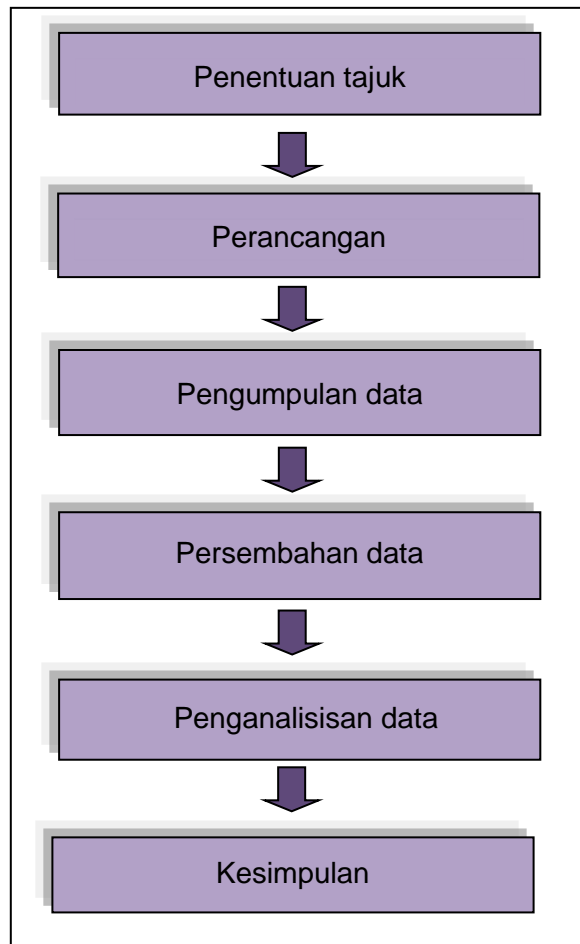 Penentuan tajuk
Perancangan
Pengumpulan data
Persembahan data
Penganalisisan data
Kesimpulan